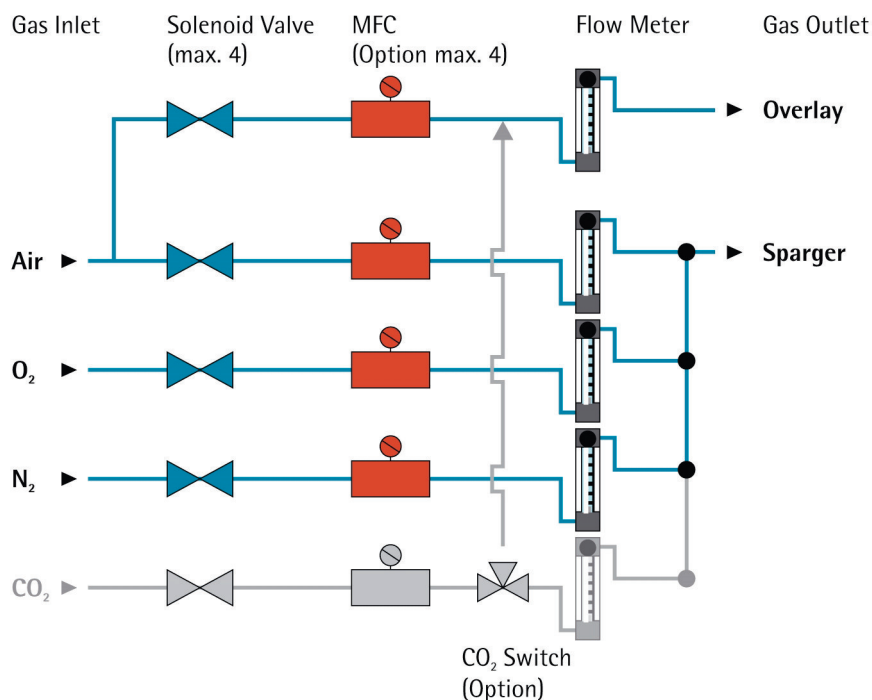 Gas Inlet
Solenoid Valve
(max. 4)
MFC
(Option max. 4)
Flow Meter
Gas Outlet
Overlay
Air
Sparger
O₂
N₂
CO₂
CO₂ Switch
(Option)